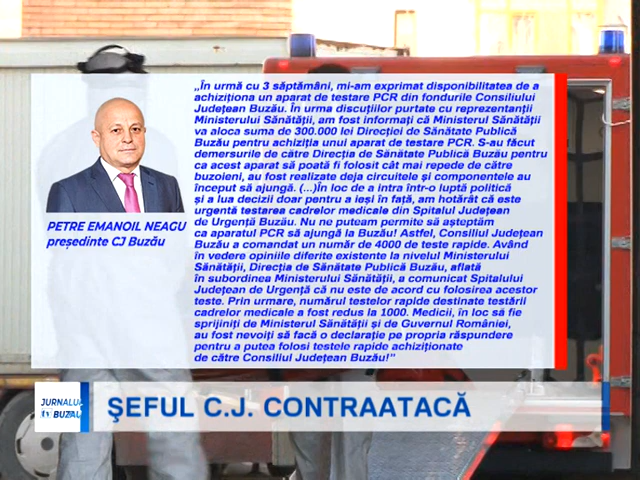 „În urmă cu 3 săptămâni, mi-am exprimat disponibilitatea de a
achiziționa un aparat de testare PCR din fondurile Consiliului
Județean Buzău. În urma discuțiilor purtate cu reprezentanții
Ministerului Sănătății, am fost informați că Ministerul Sănătății
va aloca suma de 300.000 lei Direcției de Sănătate Publică
Buzău pentru achiziția unui aparat de testare PCR. S-au făcut
demersurile de către Direcția de Sănătate Publică Buzău pentru
ca acest aparat să poată fi folosit cât mai repede de către
buzoieni, au fost realizate deja circuitele și componentele au
început să ajungă. (...)În loc de a intra într-o luptă politică
și a lua decizii doar pentru a ieși în față, am hotărât că este
urgentă testarea cadrelor medicale din Spitalul Județean
de Urgență Buzău. Nu ne puteam permite să așteptăm
ca aparatul PCR să ajungă la Buzău! Astfel, Consiliul Județean
Buzău a comandat un număr de 4000 de teste rapide. Având
în vedere opiniile diferite existente la nivelul Ministerului
Sănătății, Direcția de Sănătate Publică Buzău, aflată
în subordinea Ministerului Sănătății, a comunicat Spitalului
Județean de Urgență că nu este de acord cu folosirea acestor
teste. Prin urmare, numărul testelor rapide destinate testării
cadrelor medicale a fost redus la 1000. Medicii, în loc să fie
sprijiniți de Ministerul Sănătății și de Guvernul României,
au fost nevoiți să facă o declarație pe propria răspundere
pentru a putea folosi testele rapide achiziționate
de către Consiliul Județean Buzău!”
PETRE EMANOIL NEAGU
președinte CJ Buzău
JURNALUL
tv BUZĂU
ŞEFUL C.J. CONTRAATACĂ